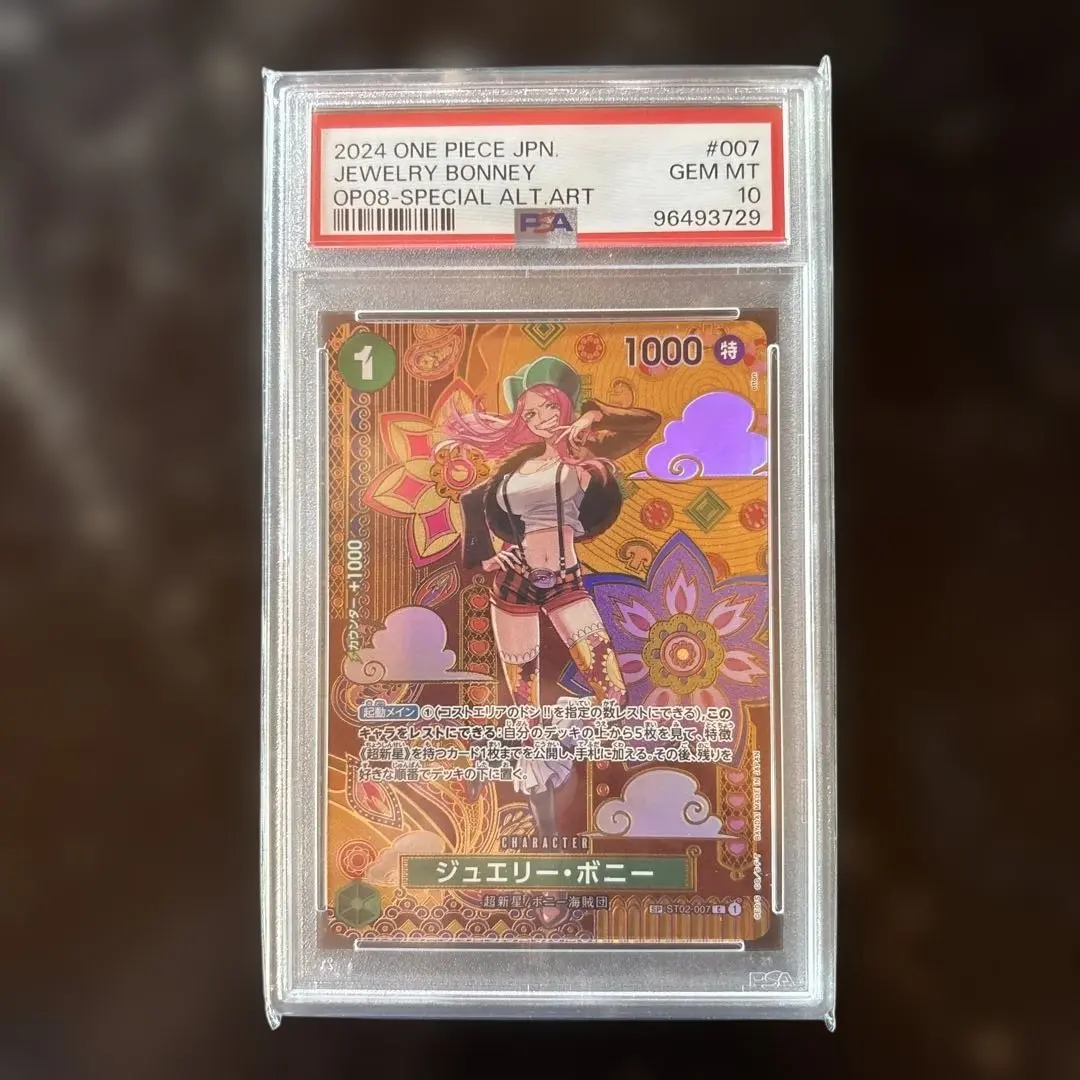 2024 ONE PIECE JPN.
#007
JEWELRY BONNEY
GEM MT
OP08-SPECIAL ALT.ART
10
PSA
96493729
1
1000 特
カウンター +1000
起動メイン ①(コストエリアのドン!!を指定の数レストにできる)、この
キャラをレストにできる:自分のデッキの上から5枚を見て、特徴
《超新星》を持つカード1枚までを公開し、手札に加える。その後、残りを
好きな順番でデッキの下に置く。
BANDAI MADE IN JAPAN
CHARACTER
ジュエリー・ボニー
超新星/ボニー海賊団
SP ST02-007 C 1
PSA